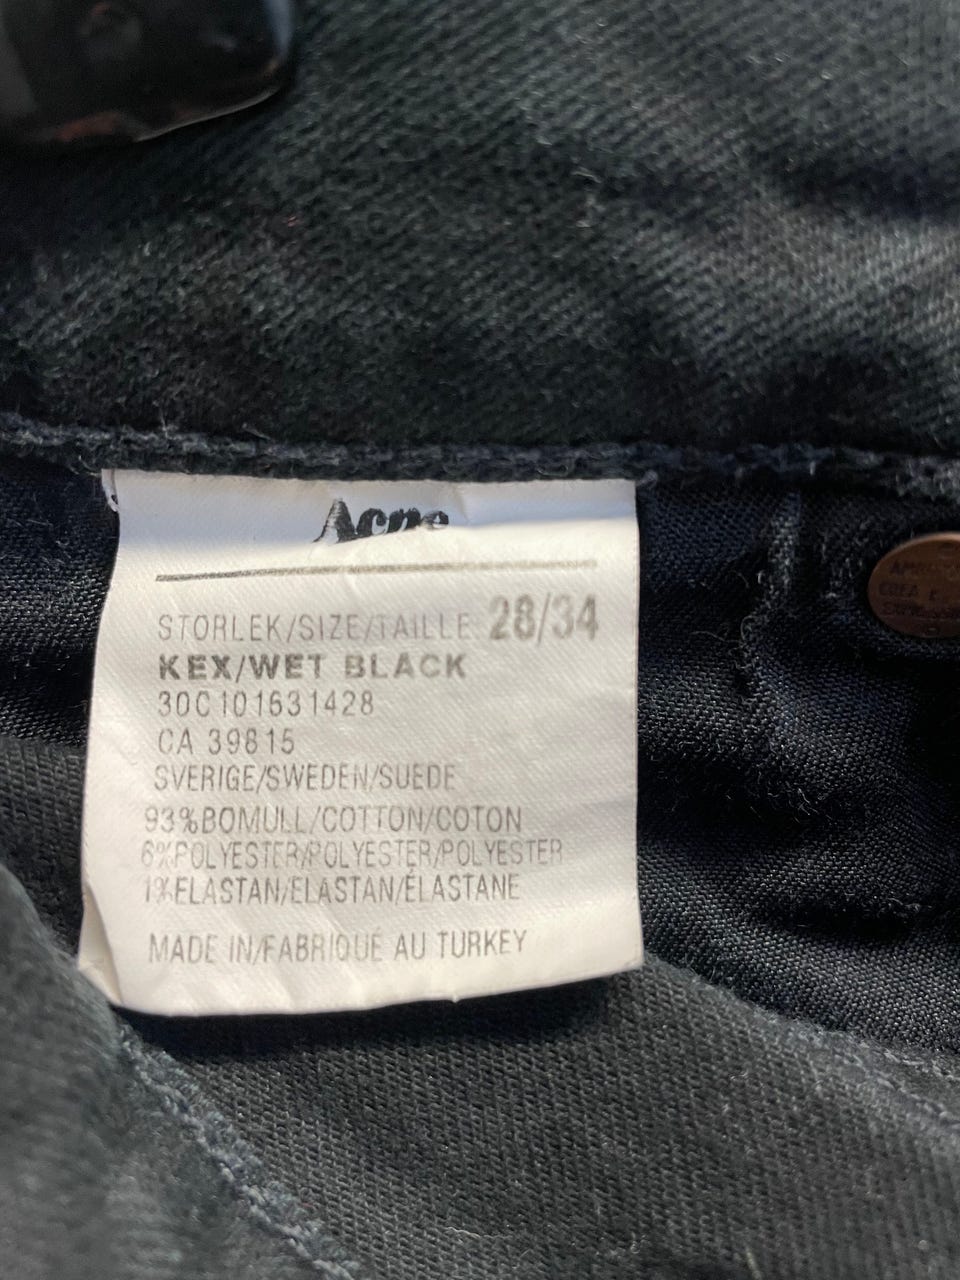 Acne
STORLEK/SIZE/TAILLE 28/34
KEX/WET BLACK
30C101631428
CA 39815
SVERIGE/SWEDEN/SUEDE
93%BOMULL/COTTON/COTON
6%POLYESTER/POLYESTER/POLYESTER
1%ELASTAN/ELASTAN/ÉLASTANE
MADE IN/FABRIQUÉ AU TURKEY